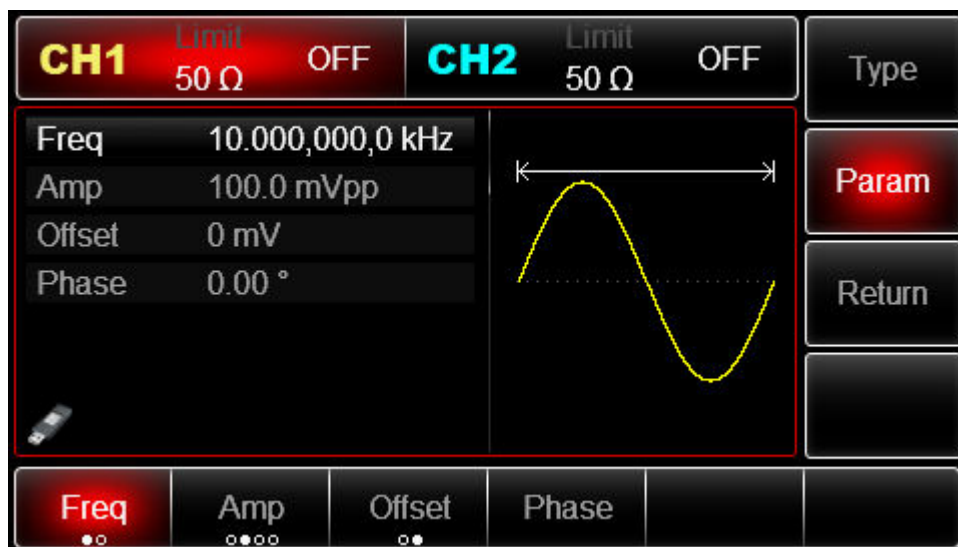 CH1 Limit 50 Ω OFF
CH2 Limit 50 Ω OFF
Type
Freq 10.000,000,0 kHz
Amp 100.0 mVpp
Offset 0 mV
Phase 0.00 °
Param
Return
Freq Amp Offset Phase